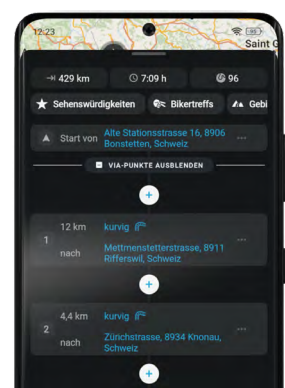 12:23
Saint G
429 km
7:09 h
96
Sehenswürdigkeiten
Bikertreffs
Gebi
Start von
Alte Stationsstrasse 16, 8906
Bonstetten, Schweiz
VIA-PUNKTE AUSBLENDEN
1
12 km
kurvig
nach
Mettmenstetterstrasse, 8911
Rifferswil, Schweiz
2
4,4 km
kurvig
nach
Zürichstrasse, 8934 Knonau,
Schweiz